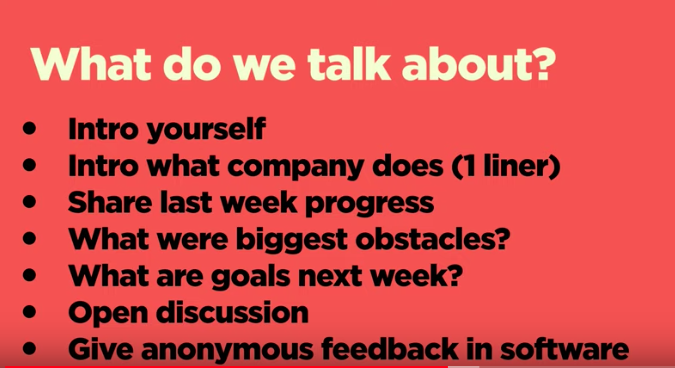 What do we talk about?
• Intro yourself
• Intro what company does (1 liner)
• Share last week progress
• What were biggest obstacles?
• What are goals next week?
• Open discussion
• Give anonymous feedback in software